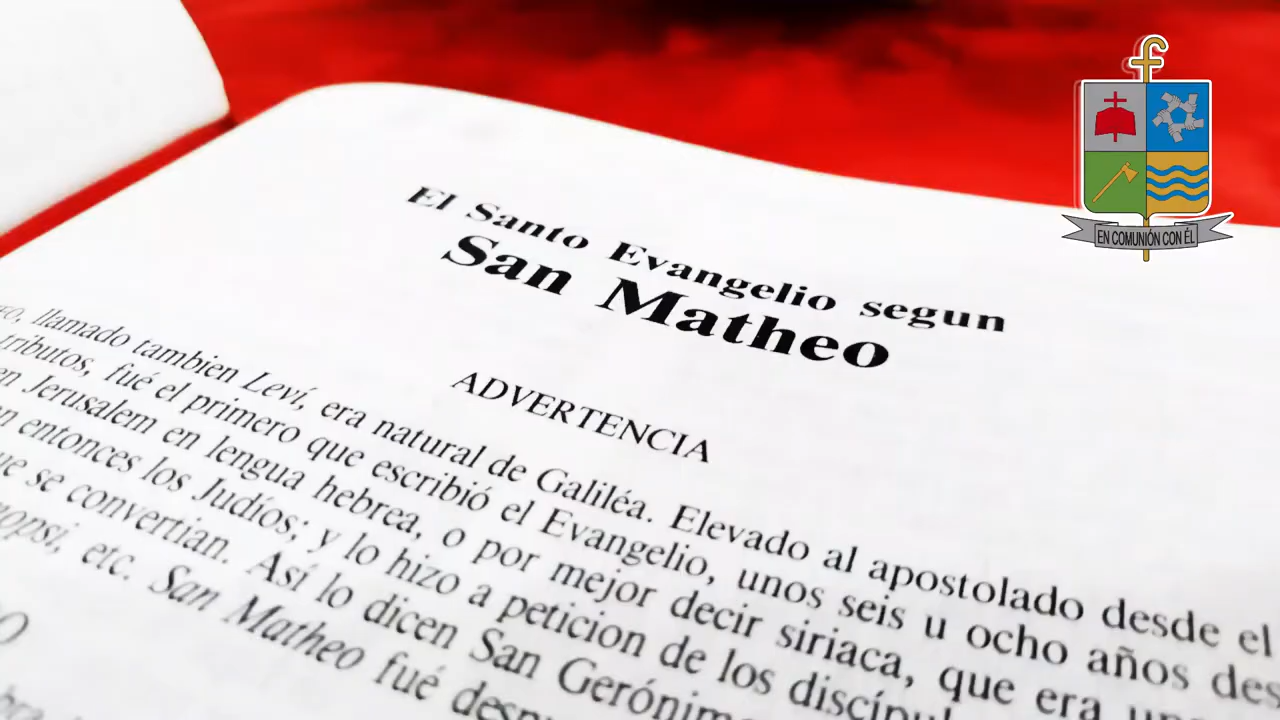 El Santo Evangelio segun
San Matheo
ADVERTENCIA
llamado tambien Leví, era natural de Galiléa. Elevado al apostolado desde el
tributos, fué el primero que escribió el Evangelio, unos seis u ocho años
en Jerusalem en lengua hebrea, o por mejor decir siriaca, que era
entonces los Judíos; y lo hizo a peticion de los
se convertian. Así lo dicen San
etc. San Matheo fué
EN COMUNIÓN CON ÉL